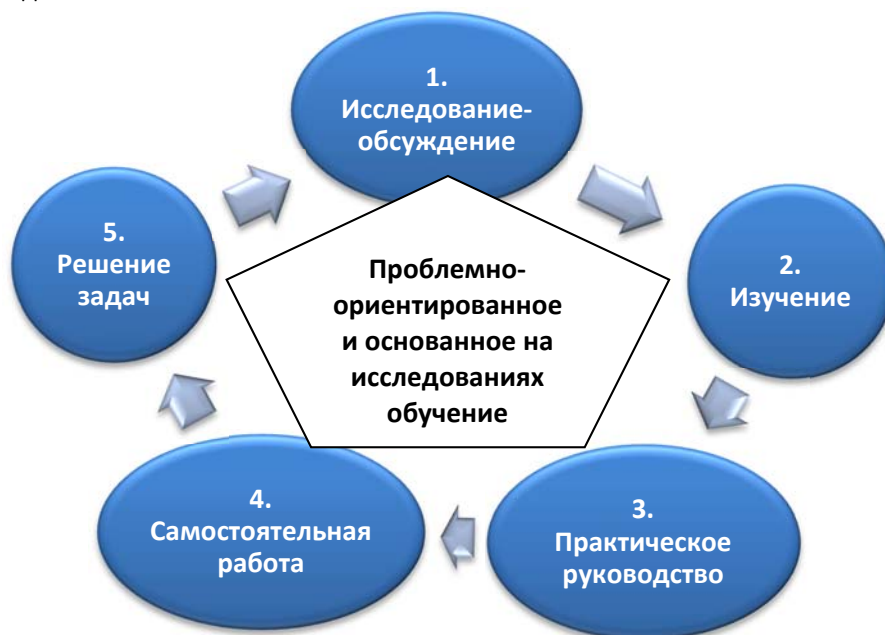 1.
Исследование-
обсуждение
2.
Изучение
3.
Практическое
руководство
4.
Самостоятельная
работа
5.
Решение
задач
Проблемно-
ориентированное
и основанное на
исследованиях
обучение